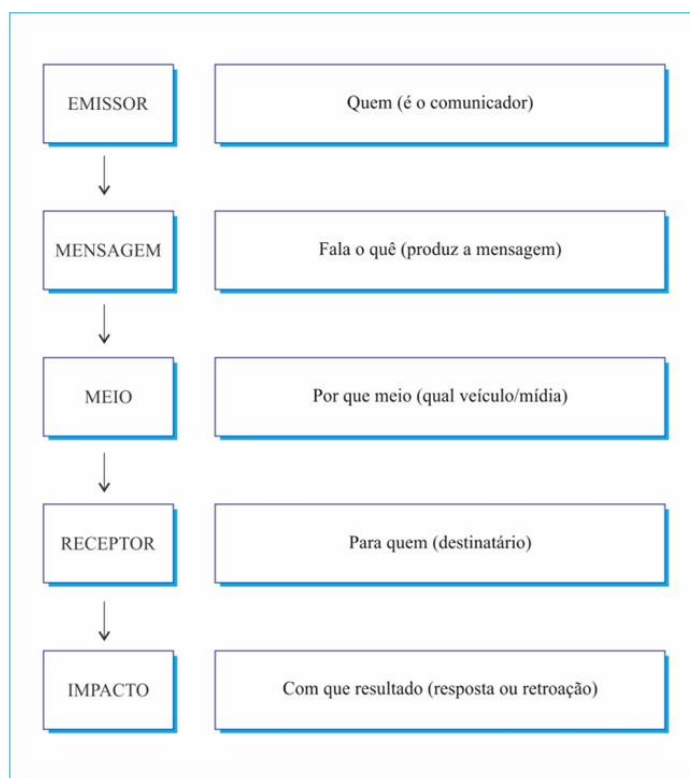 EMISSOR
Quem (é o comunicador)
MENSAGEM
Fala o quê (produz a mensagem)
MEIO
Por que meio (qual veículo/mídia)
RECEPTOR
Para quem (destinatário)
IMPACTO
Com que resultado (resposta ou retroação)